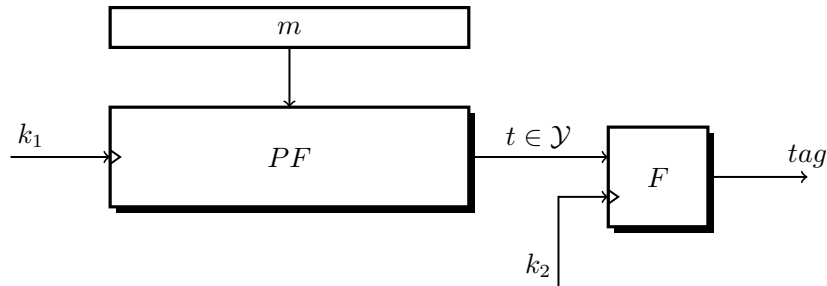 m
k₁
PF
t ∈ 𝒴
F
tag
k₂